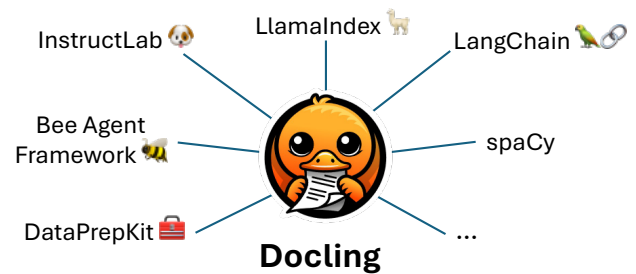 InstructLab
LlamaIndex
LangChain
Bee Agent
Framework
spaCy
DataPrepKit
...
Docling